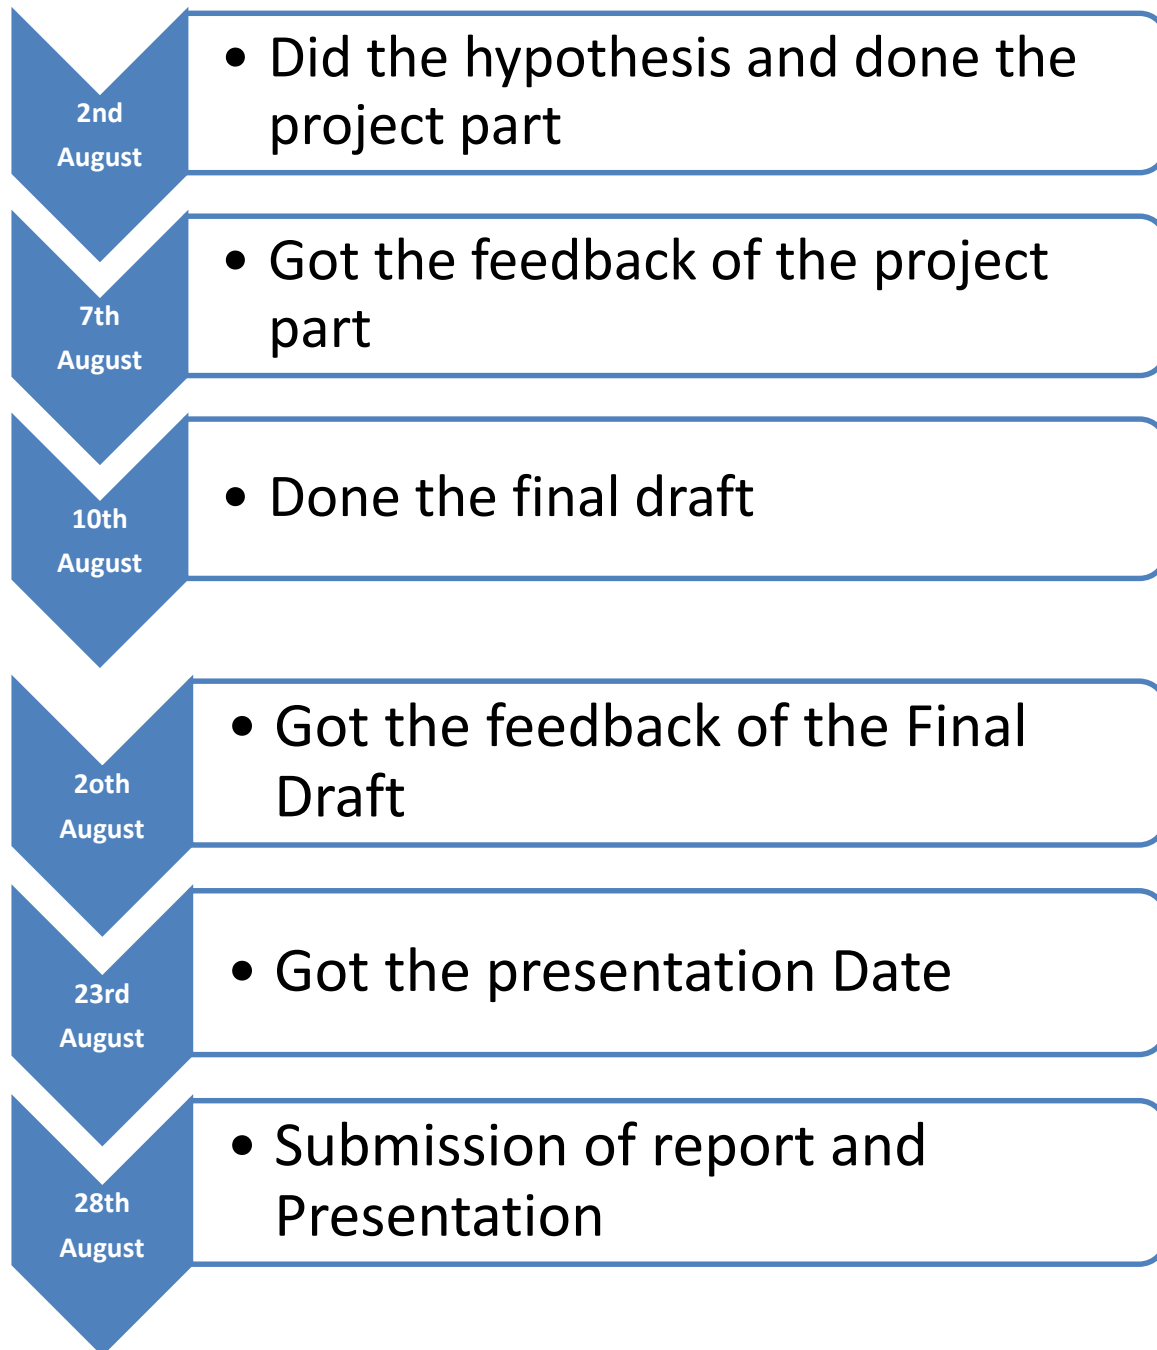 2nd
August
• Did the hypothesis and done the
project part
7th
August
• Got the feedback of the project
part
10th
August
• Done the final draft
2oth
August
• Got the feedback of the Final
Draft
23rd
August
• Got the presentation Date
28th
August
• Submission of report and
Presentation